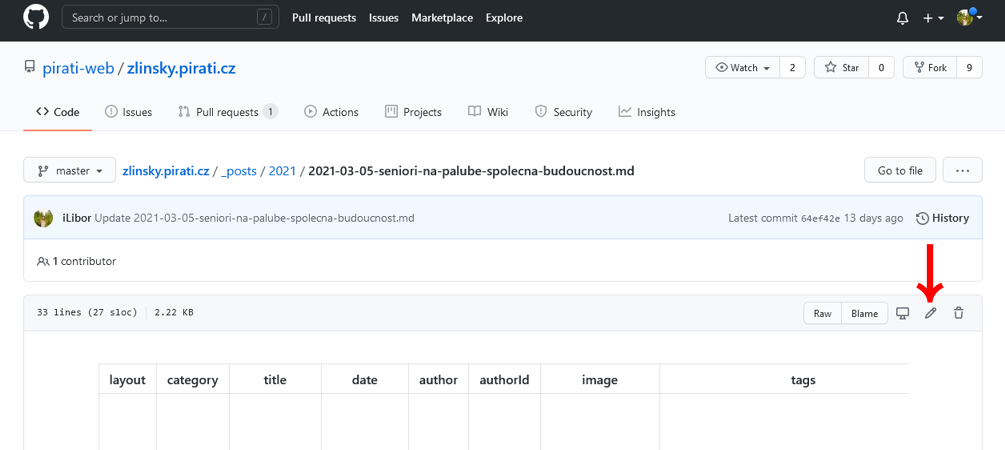 Search or jump to... / Pull requests Issues Marketplace Explore
pirati-web / zlinsky.pirati.cz Watch 2 Star 0 Fork 9
Code Issues Pull requests 1 Actions Projects Wiki Security Insights
master zlinsky.pirati.cz / _posts / 2021 / 2021-03-05-seniori-na-palube-spolecna-budoucnost.md Go to file ...
iLibor Update 2021-03-05-seniori-na-palube-spolecna-budoucnost.md Latest commit 64ef42e 13 days ago History
1 contributor
33 lines (27 sloc) 2.22 KB Raw Blame
layout category title date author authorId image tags